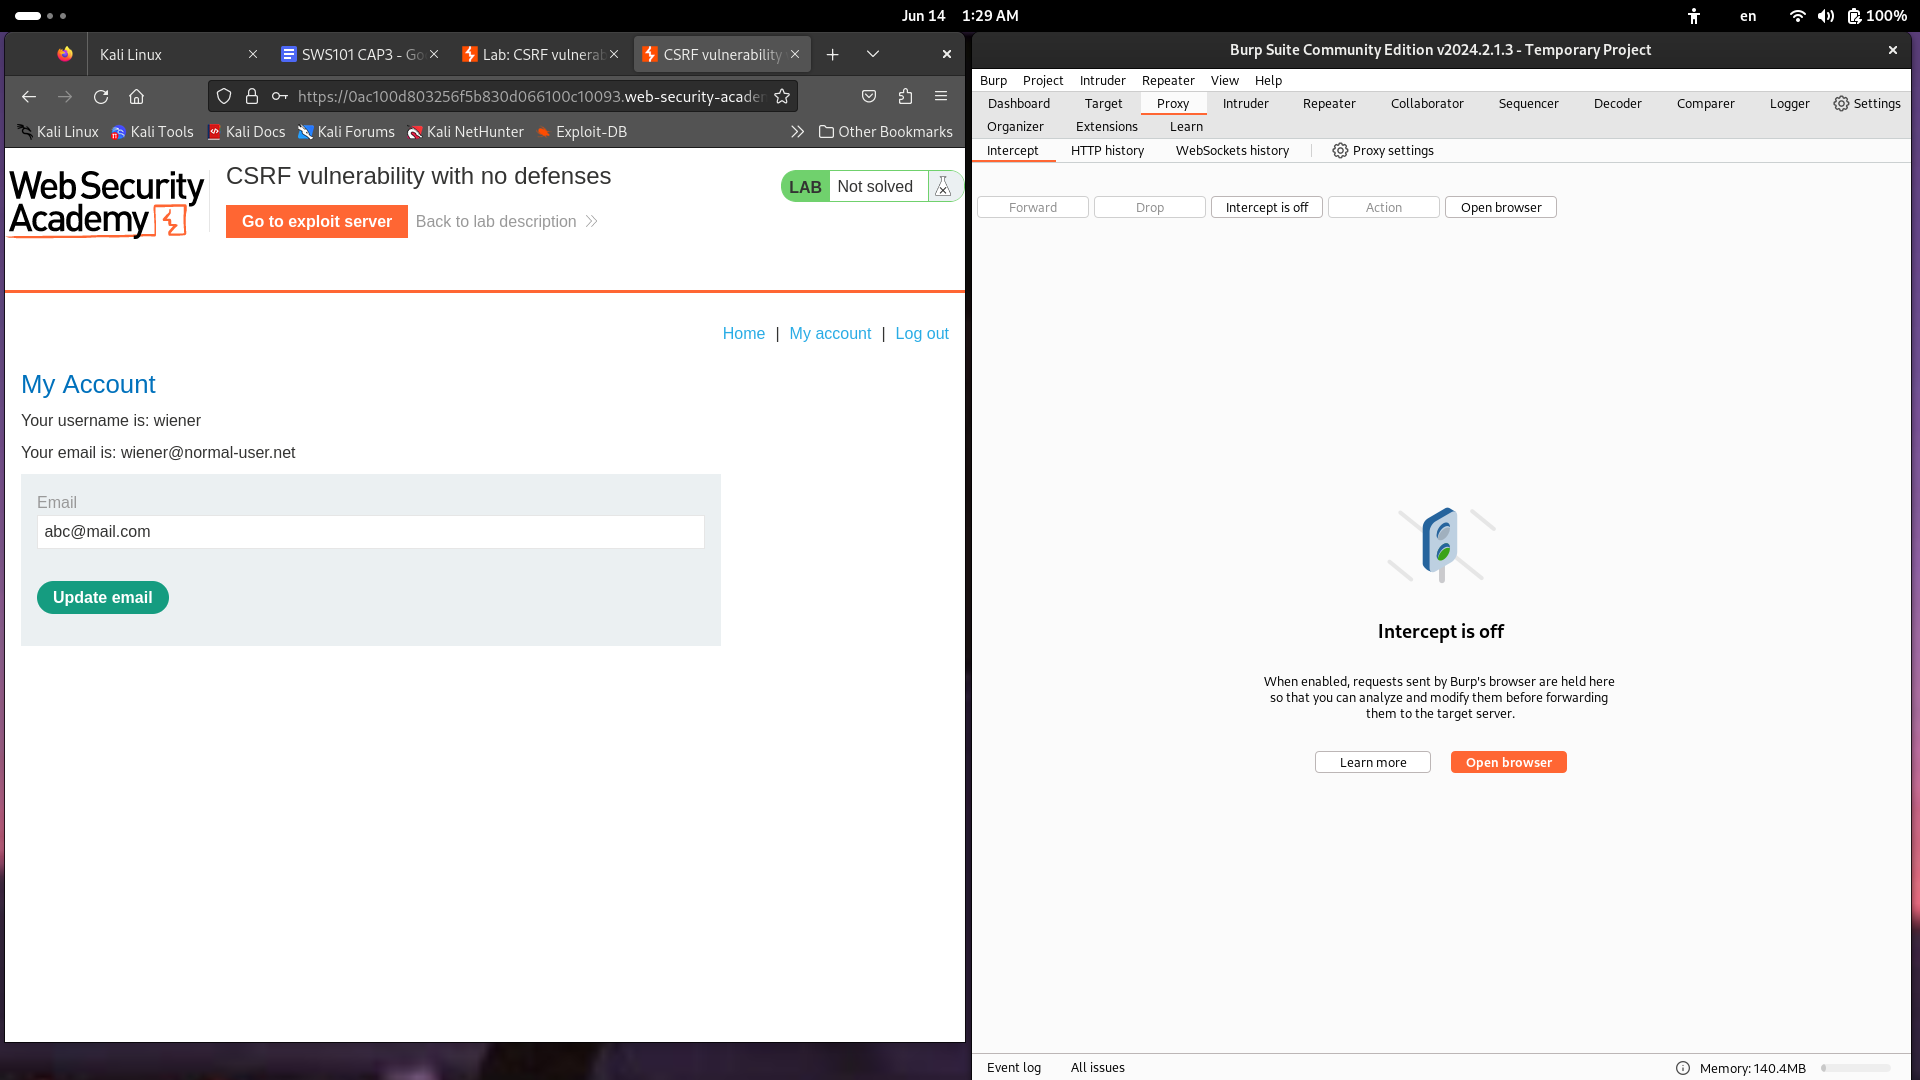 Jun 14 1:29 AM
en
100%
Kali Linux
SWS101 CAP3 - Go
Lab: CSRF vulnerab
CSRF vulnerability
https://0ac100d803256f5b830d066100c10093.web-security-academ
Kali Linux
Kali Tools
Kali Docs
Kali Forums
Kali NetHunter
Exploit-DB
Other Bookmarks
Web Security
Academy
CSRF vulnerability with no defenses
Go to exploit server
Back to lab description
LAB
Not solved
Home | My account | Log out
My Account
Your username is: wiener
Your email is: wiener@normal-user.net
Email
abc@mail.com
Update email
Burp Suite Community Edition v2024.2.1.3 - Temporary Project
Burp Project Intruder Repeater View Help
Dashboard Target Proxy Intruder Repeater Collaborator Sequencer Decoder Comparer Logger Settings
Organizer Extensions Learn
Intercept HTTP history WebSockets history Proxy settings
Forward Drop Intercept is off Action Open browser
Intercept is off
When enabled, requests sent by Burp's browser are held here
so that you can analyze and modify them before forwarding
them to the target server.
Learn more
Open browser
Event log All issues
Memory: 140.4MB